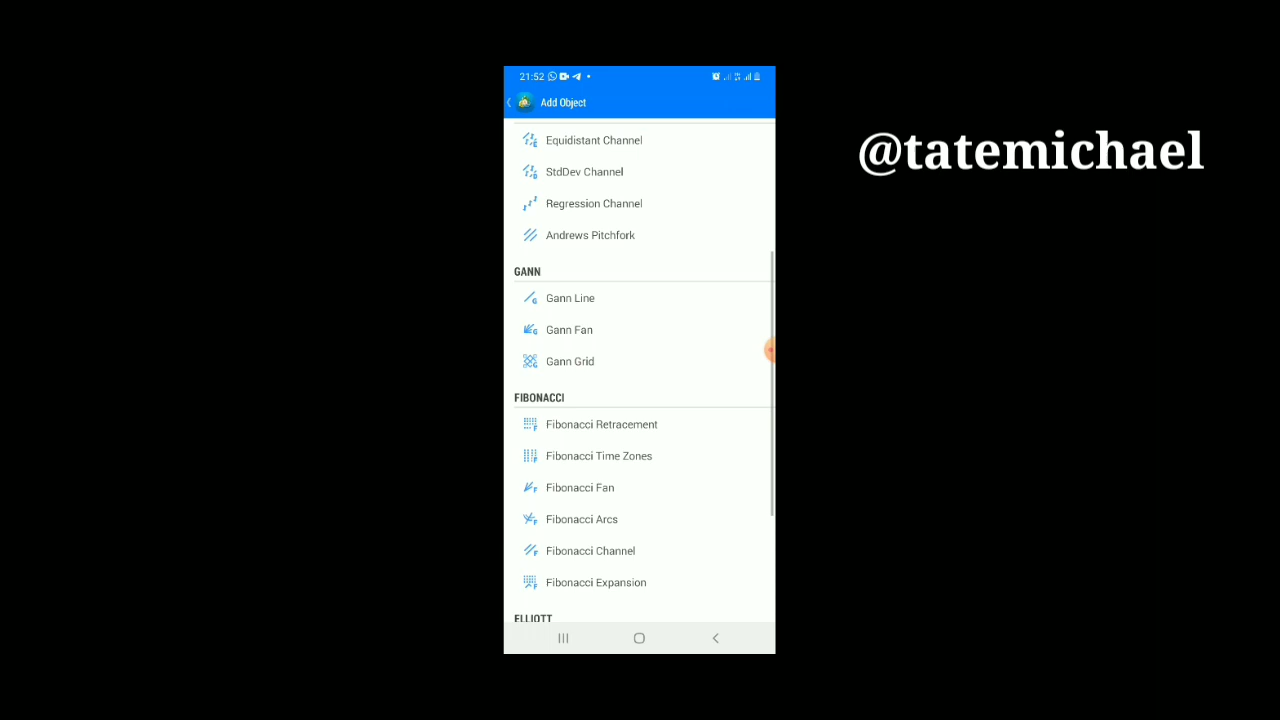 21:52
Add Object
@tatemichael
Equidistant Channel
StdDev Channel
Regression Channel
Andrews Pitchfork
GANN
Gann Line
Gann Fan
Gann Grid
FIBONACCI
Fibonacci Retracement
Fibonacci Time Zones
Fibonacci Fan
Fibonacci Arcs
Fibonacci Channel
Fibonacci Expansion
ELLIOTT